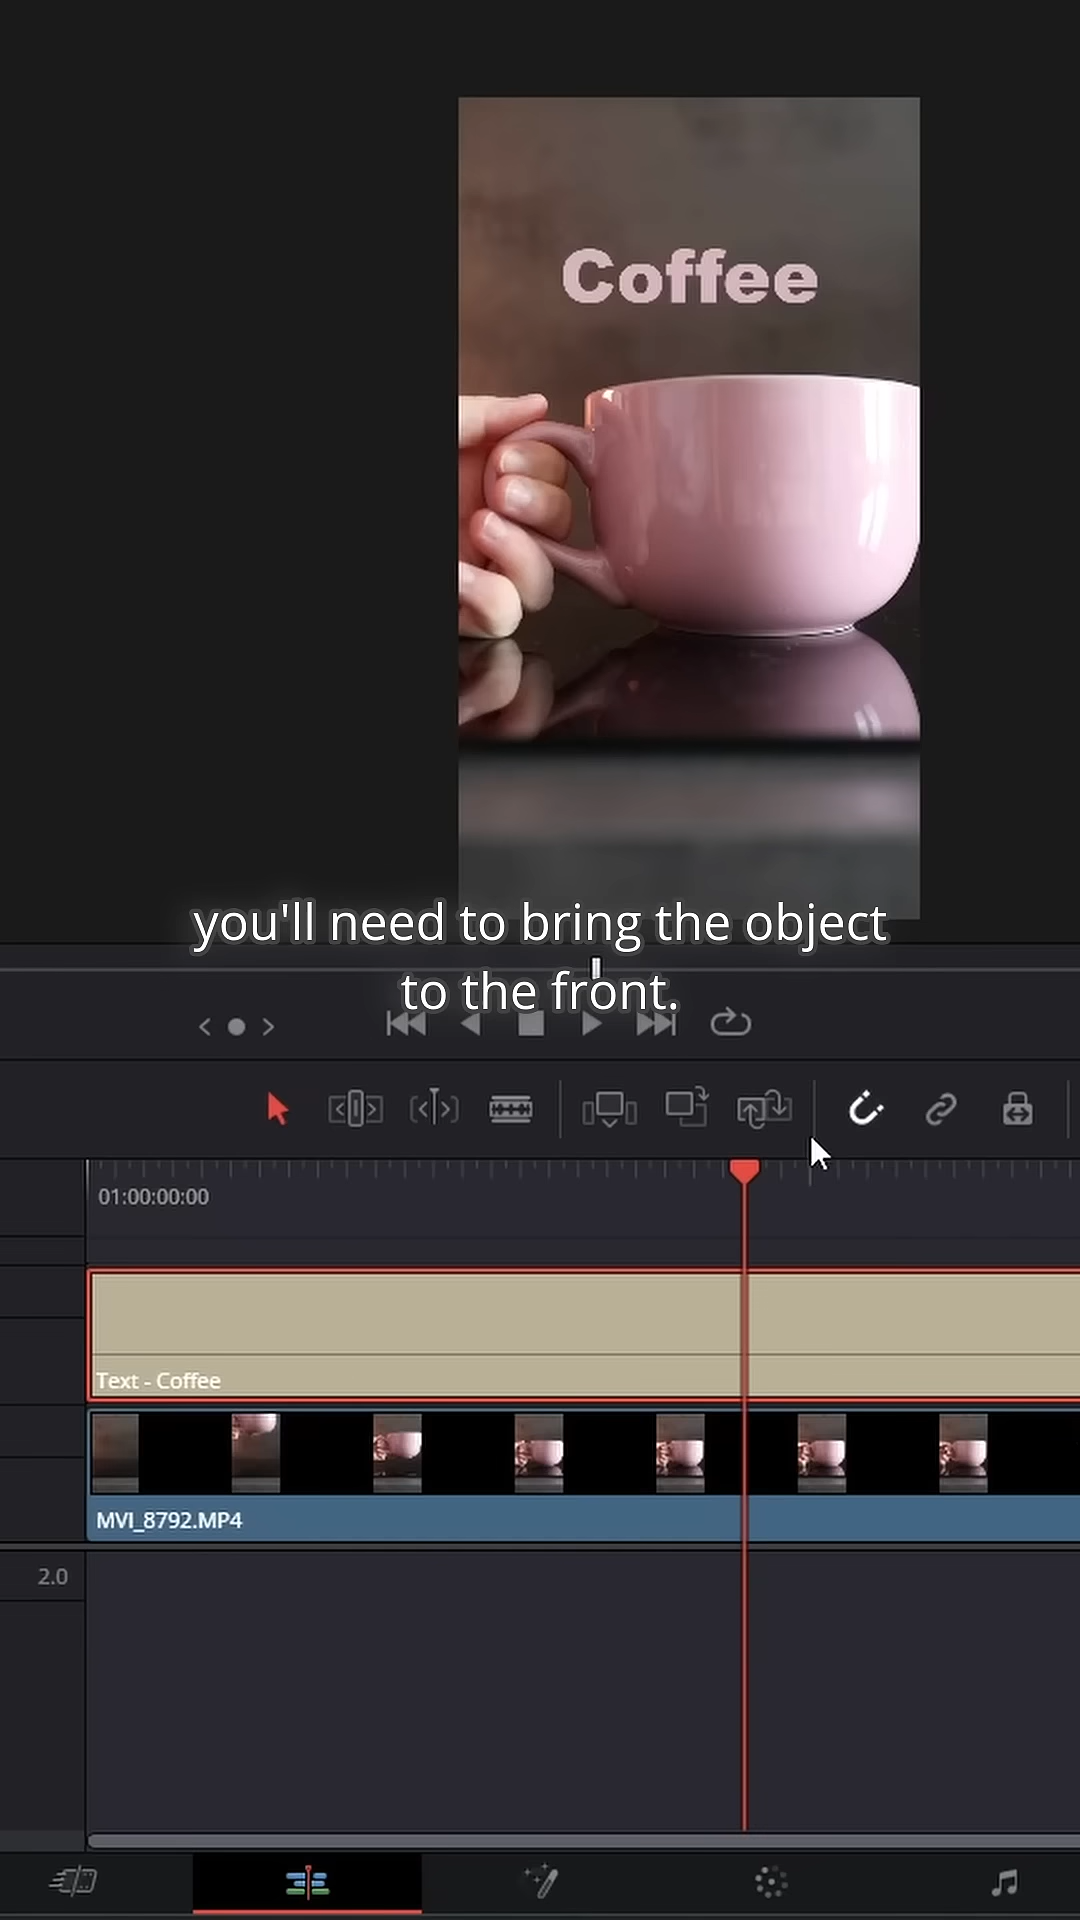 Coffee
you'll need to bring the object
to the front.
01:00:00:00
Text - Coffee
MVI_8792.MP4
2.0